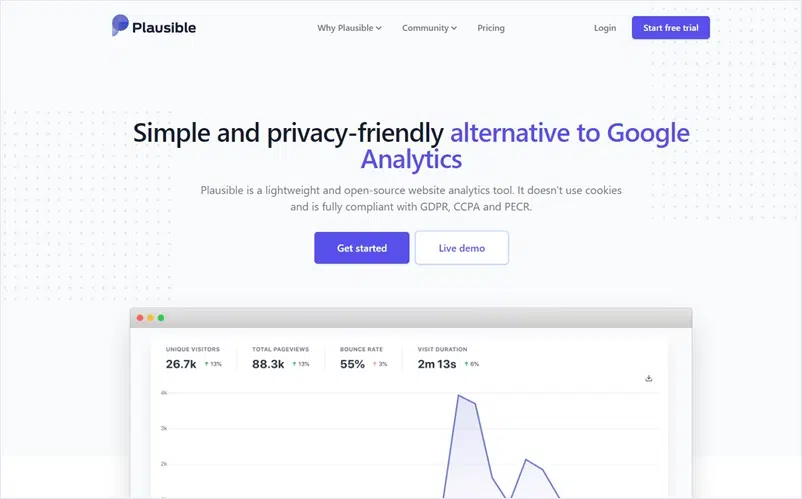 Plausible
Why Plausible
Community
Pricing
Login
Start free trial
Simple and privacy-friendly alternative to Google
Analytics
Plausible is a lightweight and open-source website analytics tool. It doesn't use cookies
and is fully compliant with GDPR, CCPA and PECR.
Get started
Live demo
UNIQUE VISITORS
26.7k ↑ 13%
TOTAL PAGEVIEWS
88.3k ↑ 13%
BOUNCE RATE
55% ↑ 3%
VISIT DURATION
2m 13s ↑ 6%
4k
3k
2k